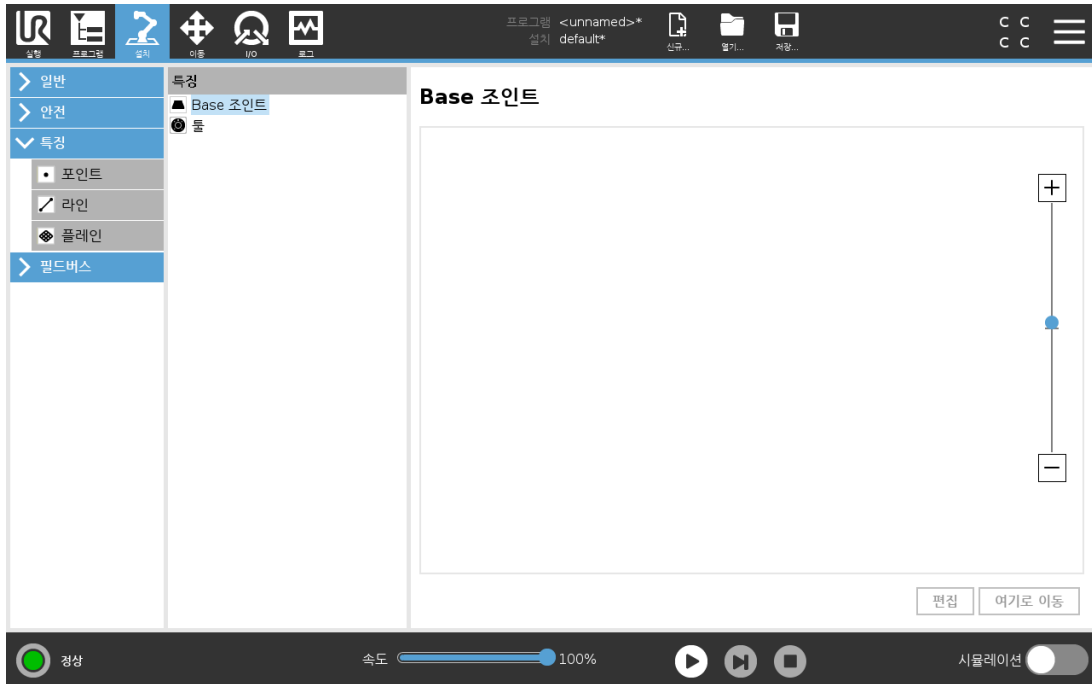 프로그램 <unnamed>*
설치 default*
C C
C C
실행
프로그램
설치
이동
I/O
로그
신규...
열기...
저장...
일반
안전
특징
포인트
라인
플레인
필드버스
특징
Base 조인트
툴
Base 조인트
편집
여기로 이동
정상
속도
100%
시뮬레이션